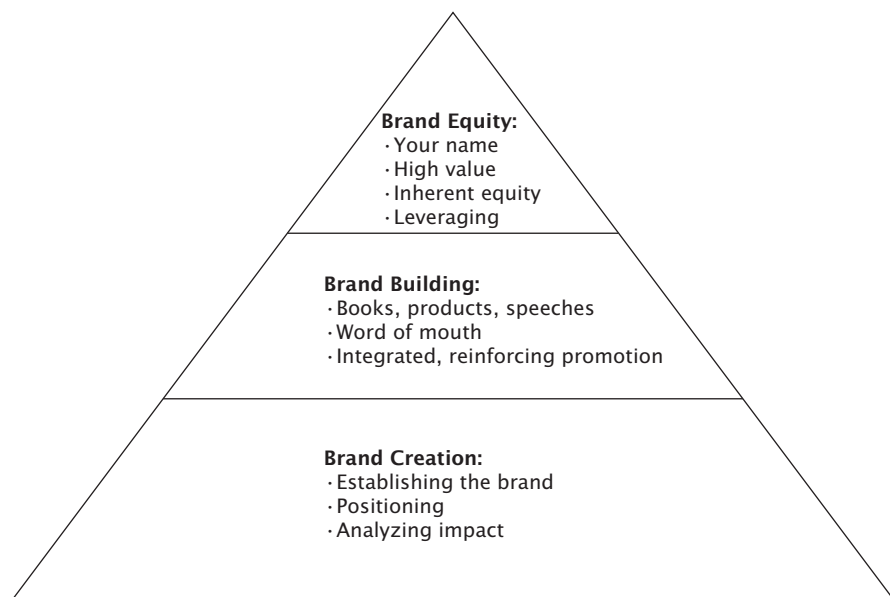 Brand Equity:
·Your name
·High value
·Inherent equity
·Leveraging
Brand Building:
·Books, products, speeches
·Word of mouth
·Integrated, reinforcing promotion
Brand Creation:
·Establishing the brand
·Positioning
·Analyzing impact